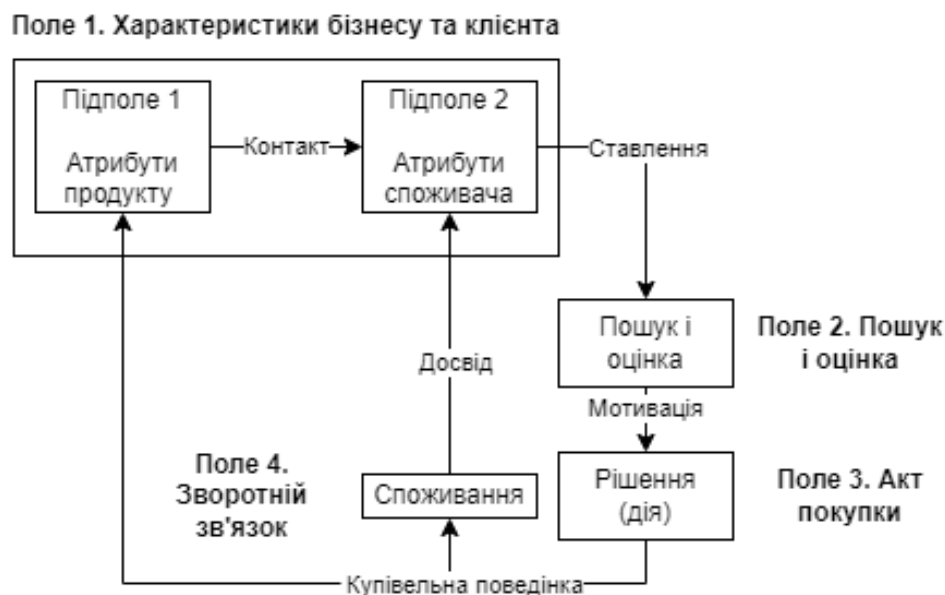 Поле 1. Характеристики бізнесу та клієнта
Підполе 1
Атрибути
продукту
Контакт
Підполе 2
Атрибути
споживача
Ставлення
Пошук і
оцінка
Поле 2. Пошук
і оцінка
Мотивація
Рішення
(дія)
Поле 3. Акт
покупки
Досвід
Споживання
Поле 4.
Зворотній
зв'язок
Купівельна поведінка